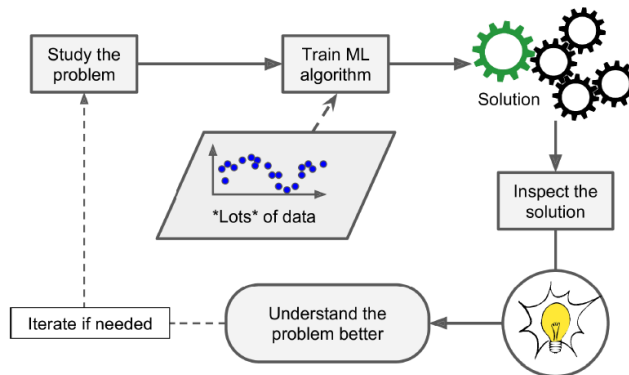 Study the
problem
Train ML
algorithm
Solution
*Lots* of data
Inspect the
solution
Understand the
problem better
Iterate if needed